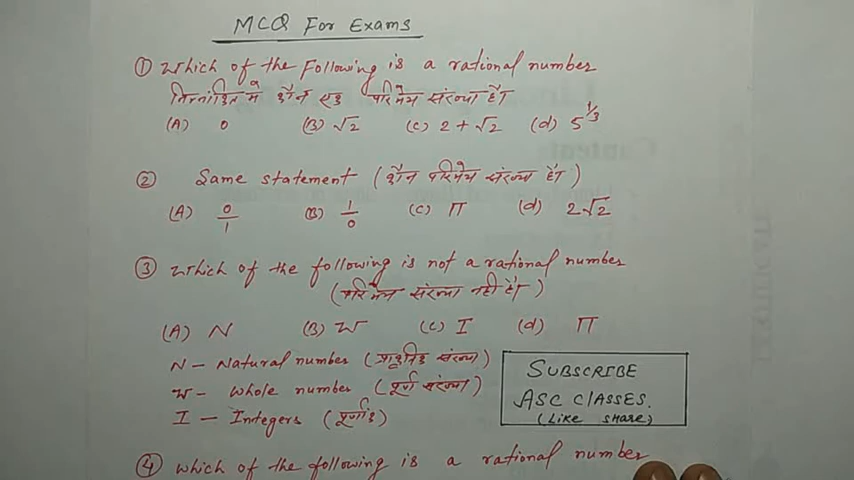 MCQ For Exams
① Which of the Following is a rational number
निम्नांकित में कौन एक परिमेय संख्या है
(A) 0 (B) √2 (C) 2 + √2 (d) 5^1/3
② Same statement (कौन परिमेय संख्या है)
(A) 0/1 (B) 1/0 (C) π (d) 2√2
③ Which of the following is not a rational number
(परिमेय संख्या नहीं है)
(A) N (B) W (C) I (d) π
N – Natural number (प्राकृतिक संख्या)
W – Whole number (पूर्ण संख्या)
I – Integers (पूर्णांक)
SUBSCRIBE
ASC CLASSES.
(LIKE SHARE)
④ Which of the following is a rational number